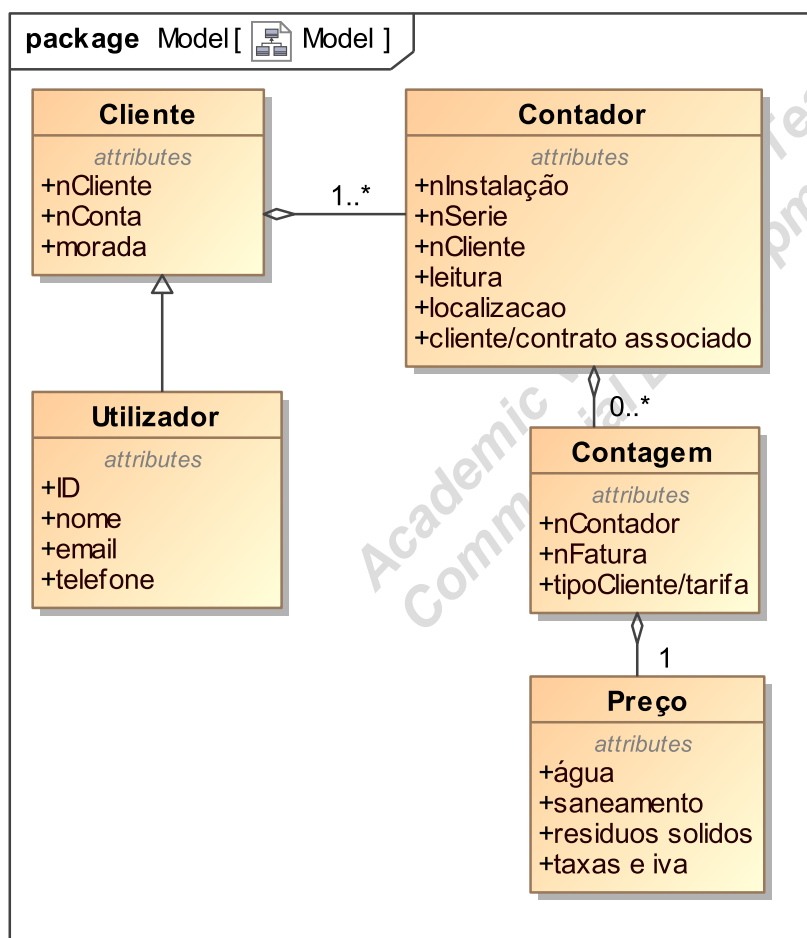 package Model [ Model ]
Cliente
attributes
+nCliente
+nConta
+morada
1..*
Contador
attributes
+nInstalação
+nSerie
+nCliente
+leitura
+localizacao
+cliente/contrato associado
Utilizador
attributes
+ID
+nome
+email
+telefone
0..*
Contagem
attributes
+nContador
+nFatura
+tipoCliente/tarifa
1
Preço
attributes
+água
+saneamento
+residuos solidos
+taxas e iva
Academic